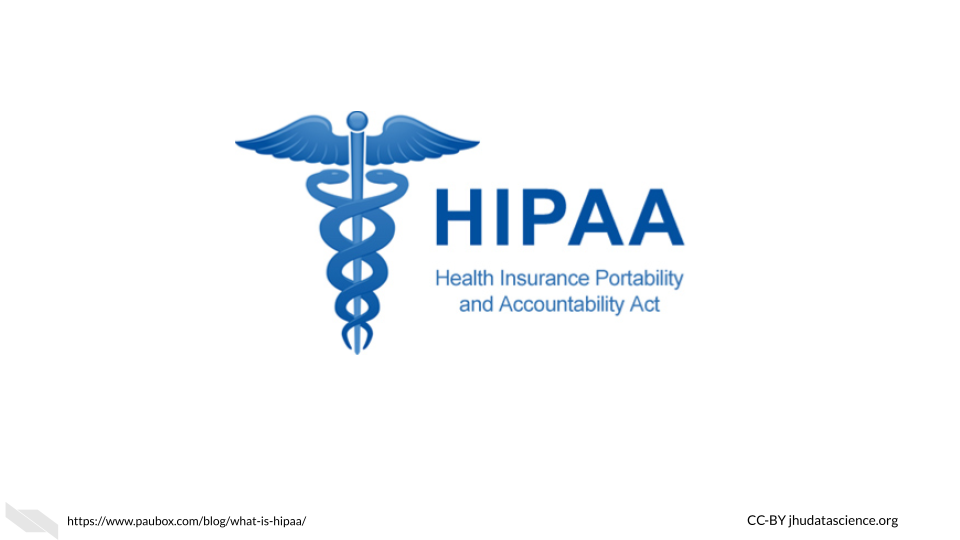 HIPAA
Health Insurance Portability
and Accountability Act
https://www.paubox.com/blog/what-is-hipaa/
CC-BY jhudatascience.org